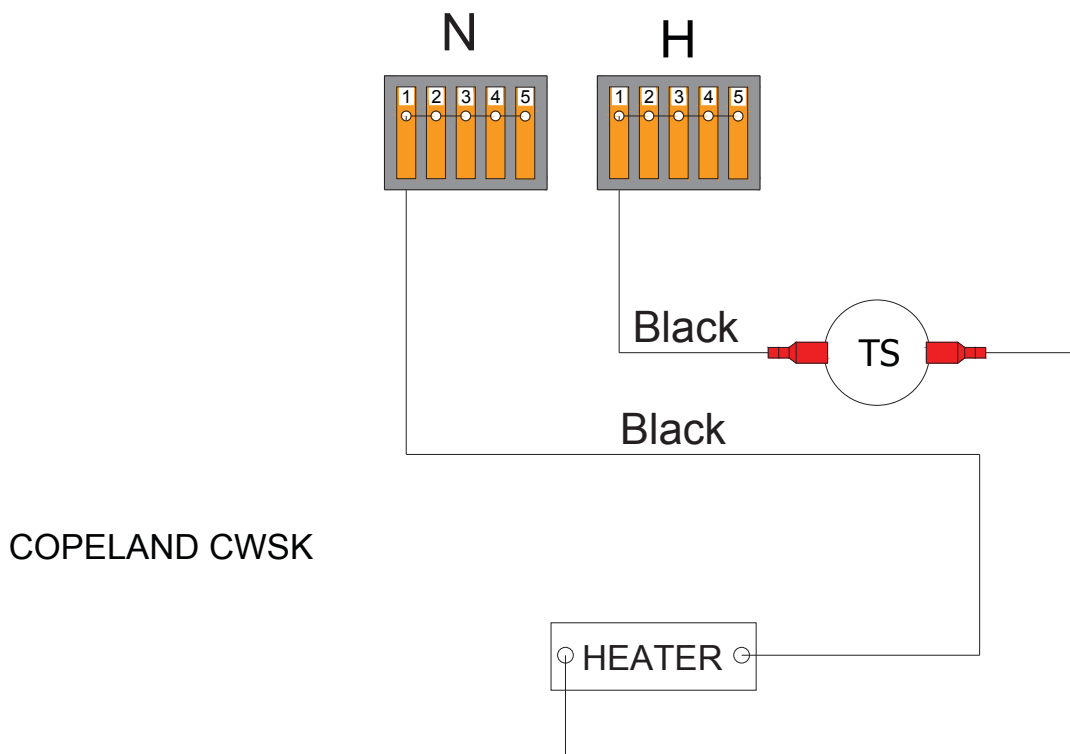 N H
1 2 3 4 5 1 2 3 4 5
Black
TS
Black
COPELAND CWSK
HEATER